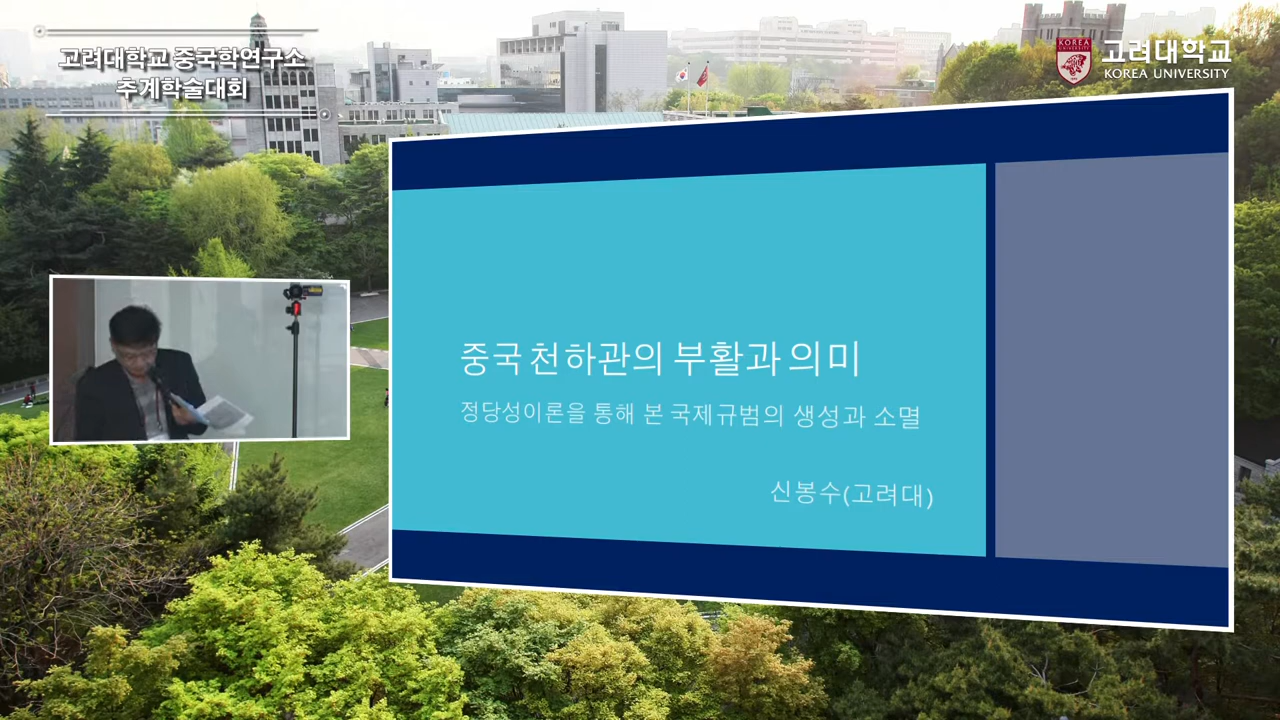 고려대학교 중국학연구소
추계학술대회
KOREA
UNIVERSITY
고려대학교
KOREA UNIVERSITY
중국 천하관의 부활과 의미
정당성이론을 통해 본 국제규범의 생성과 소멸
신봉수(고려대)